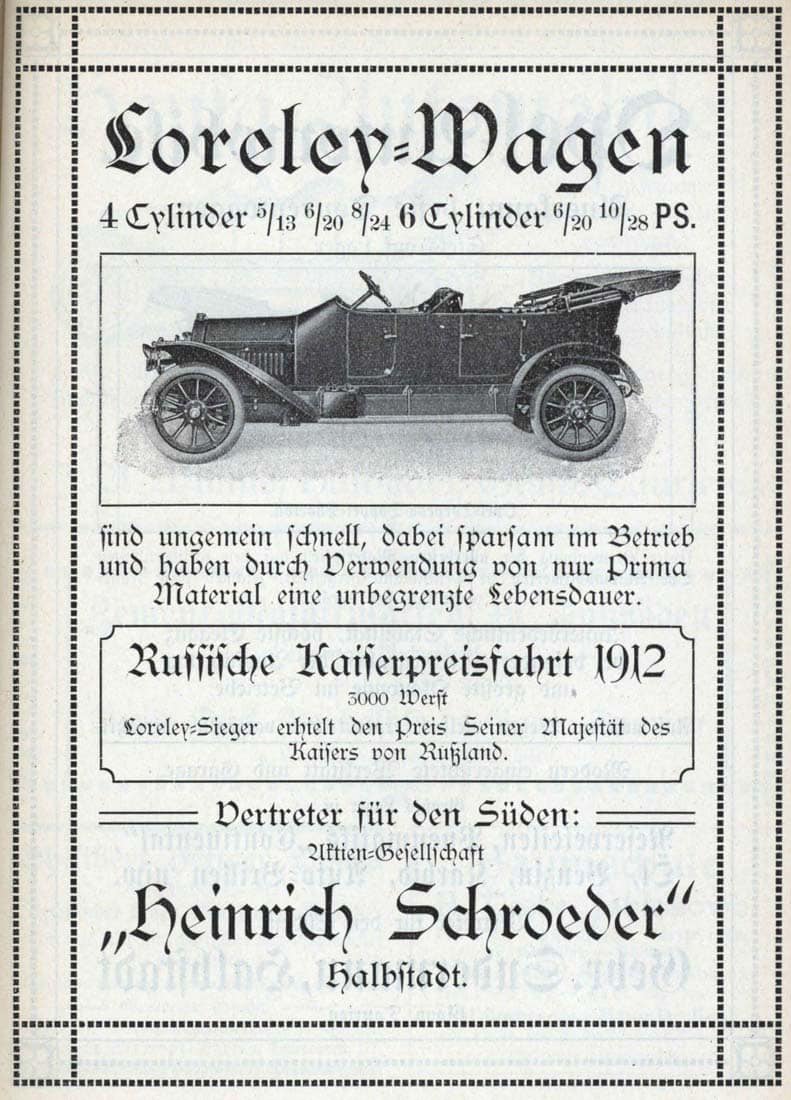 Loreley-Wagen
4 Cylinder 5/13 6/20 8/24 6 Cylinder 6/20 10/28 PS.
sind ungemein schnell, dabei sparsam im Betrieb
und haben durch Verwendung von nur Prima
Material eine unbegrenzte Lebensdauer.
Russische Kaiserpreisfahrt 1912
3000 Werst
Loreley-Sieger erhielt den Preis Seiner Majestät des
Kaisers von Rußland.
Vertreter für den Süden:
Aktien-Gesellschaft
„Heinrich Schroeder“
Halbstadt.